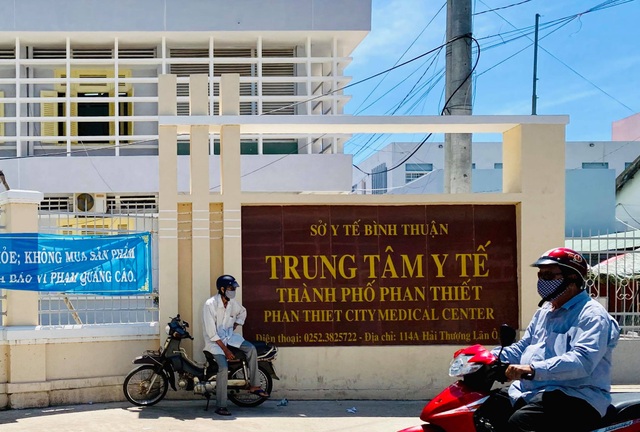 SỞ Y TẾ BÌNH THUẬN
TRUNG TÂM Y TẾ
THÀNH PHỐ PHAN THIẾT
PHAN THIET CITY MEDICAL CENTER
Điện thoại: 0252.3825722 - Địa chỉ: 114A Hải Thượng Lãn Ô
KHÔNG MUA SẢN PHẨM
BÁO VI PHẠM QUẢNG CÁO.